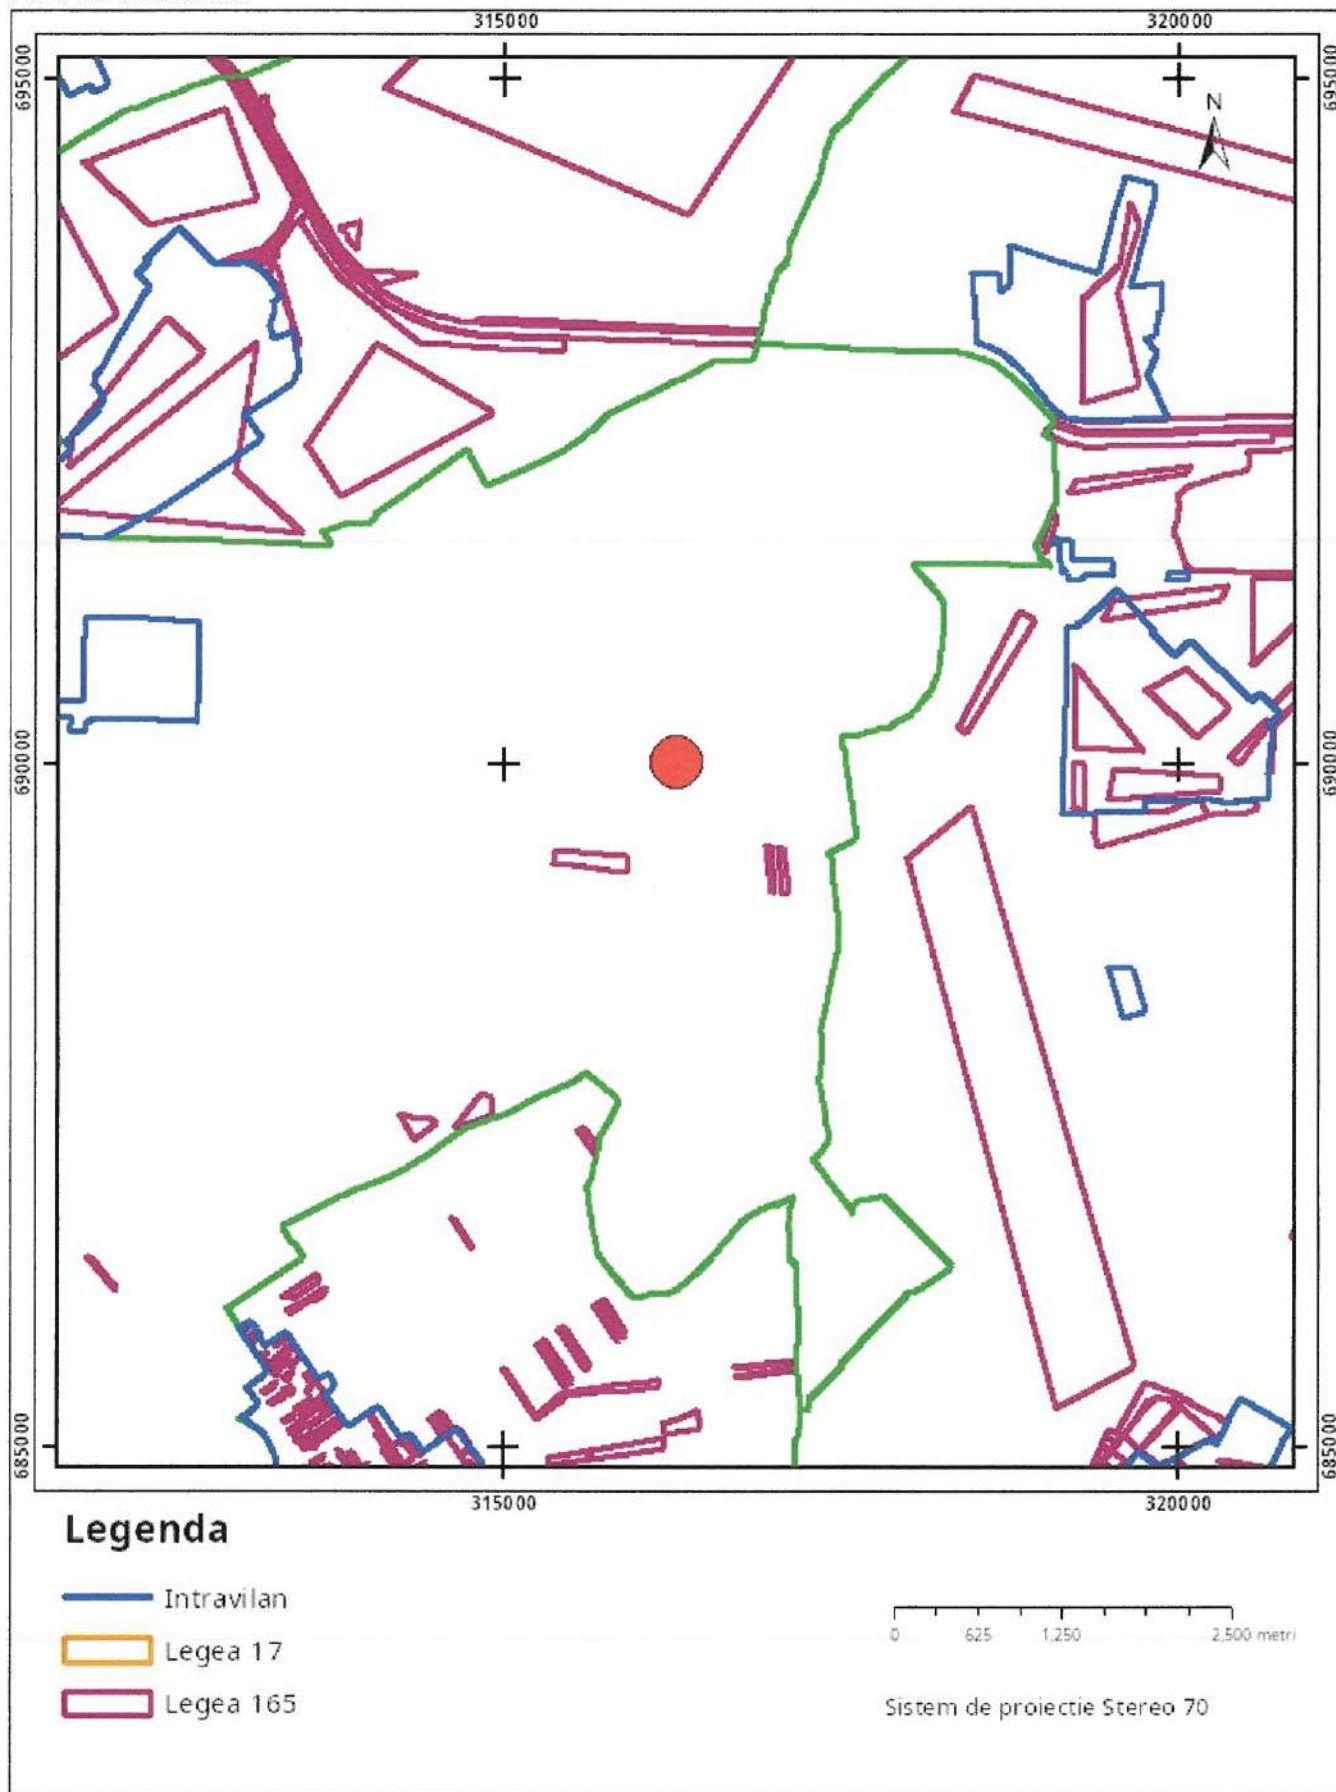 315000 320000
695000 695000
N
690000 690000
685000 685000
315000 320000
Legenda
Intravilan
Legea 17
Legea 165
0 625 1,250 2,500 metri
Sistem de proiectie Stereo 70